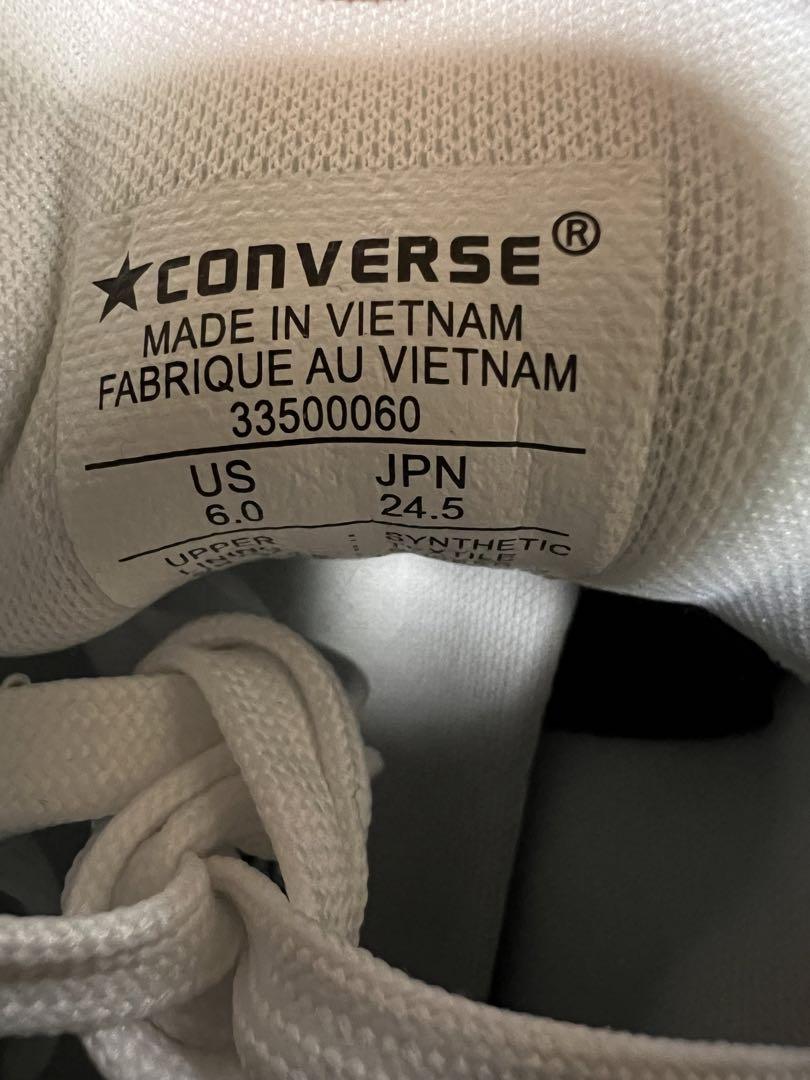 ★CONVERSE®
MADE IN VIETNAM
FABRIQUE AU VIETNAM
33500060
US JPN
6.0 24.5
UPPER : SYNTHETIC